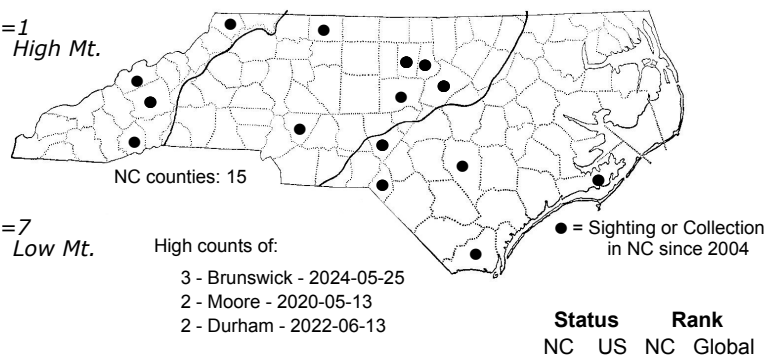 =1
High Mt.
NC counties: 15
=7
Low Mt.
High counts of:
3 - Brunswick - 2024-05-25
2 - Moore - 2020-05-13
2 - Durham - 2022-06-13
● = Sighting or Collection
in NC since 2004
Status Rank
NC US NC Global